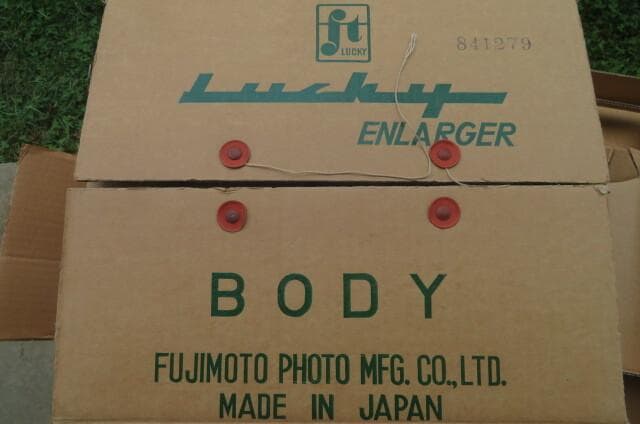 ft
LUCKY
841279
Lucky
ENLARGER
BODY
FUJIMOTO PHOTO MFG. CO., LTD.
MADE IN JAPAN